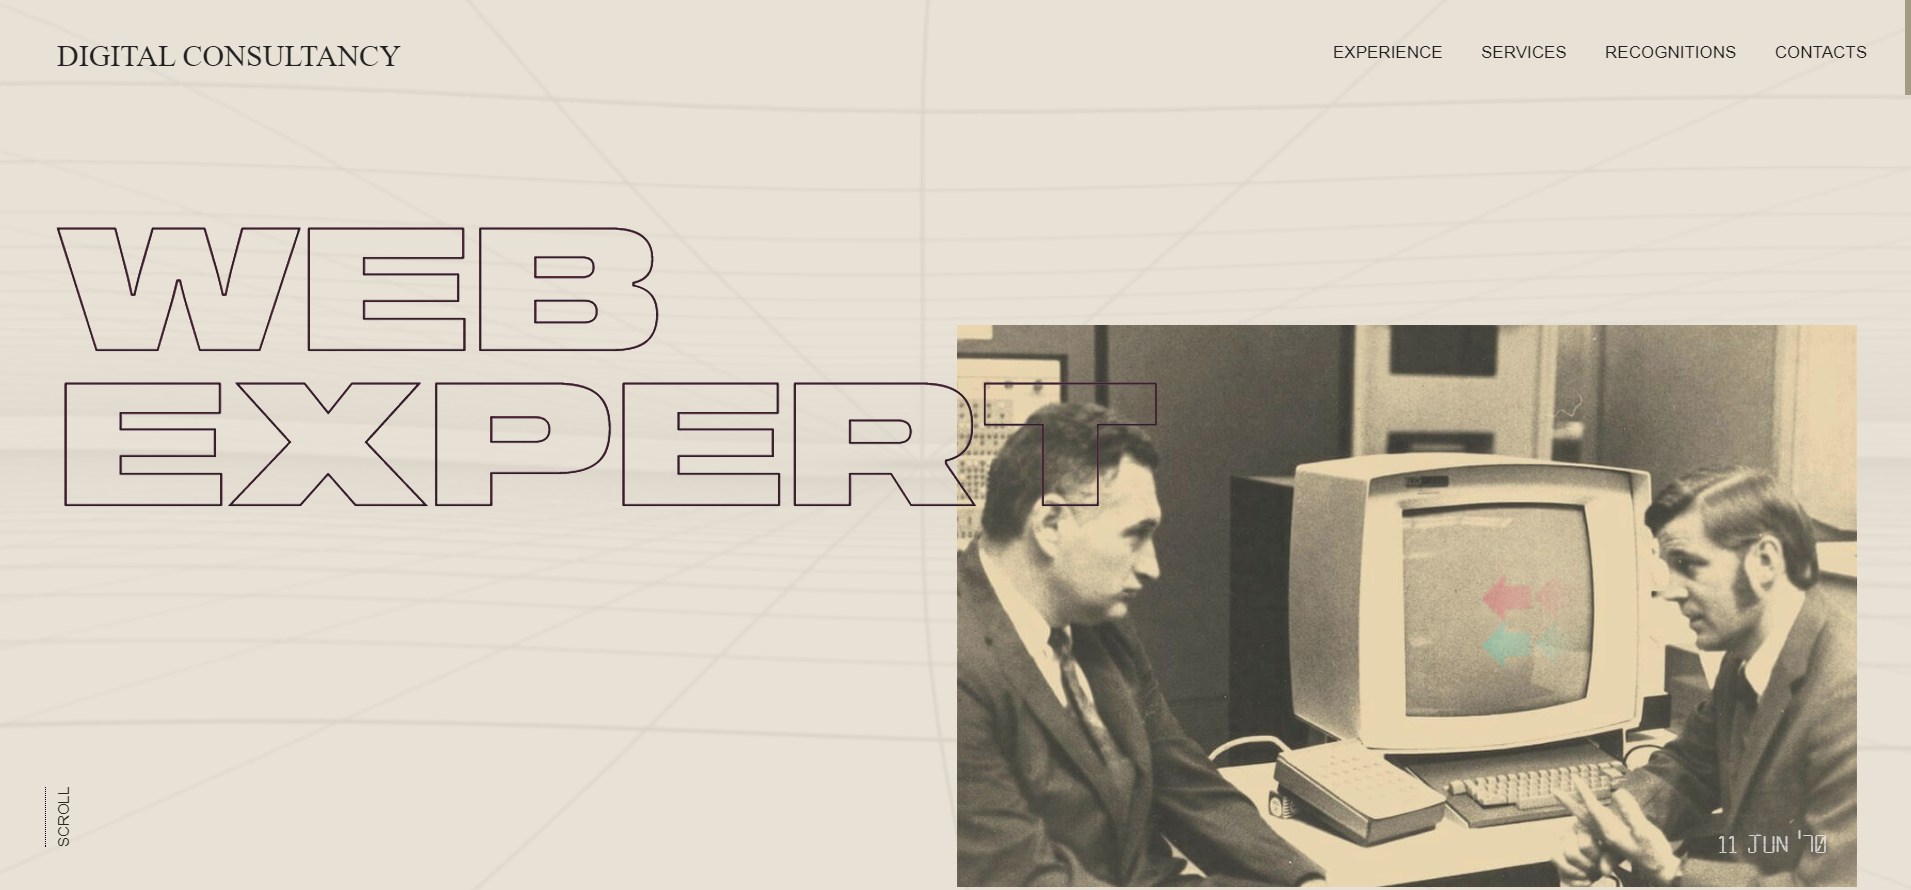 DIGITAL CONSULTANCY
EXPERIENCE SERVICES RECOGNITIONS CONTACTS
WEB
EXPERT
SCROLL
11 JUN '70